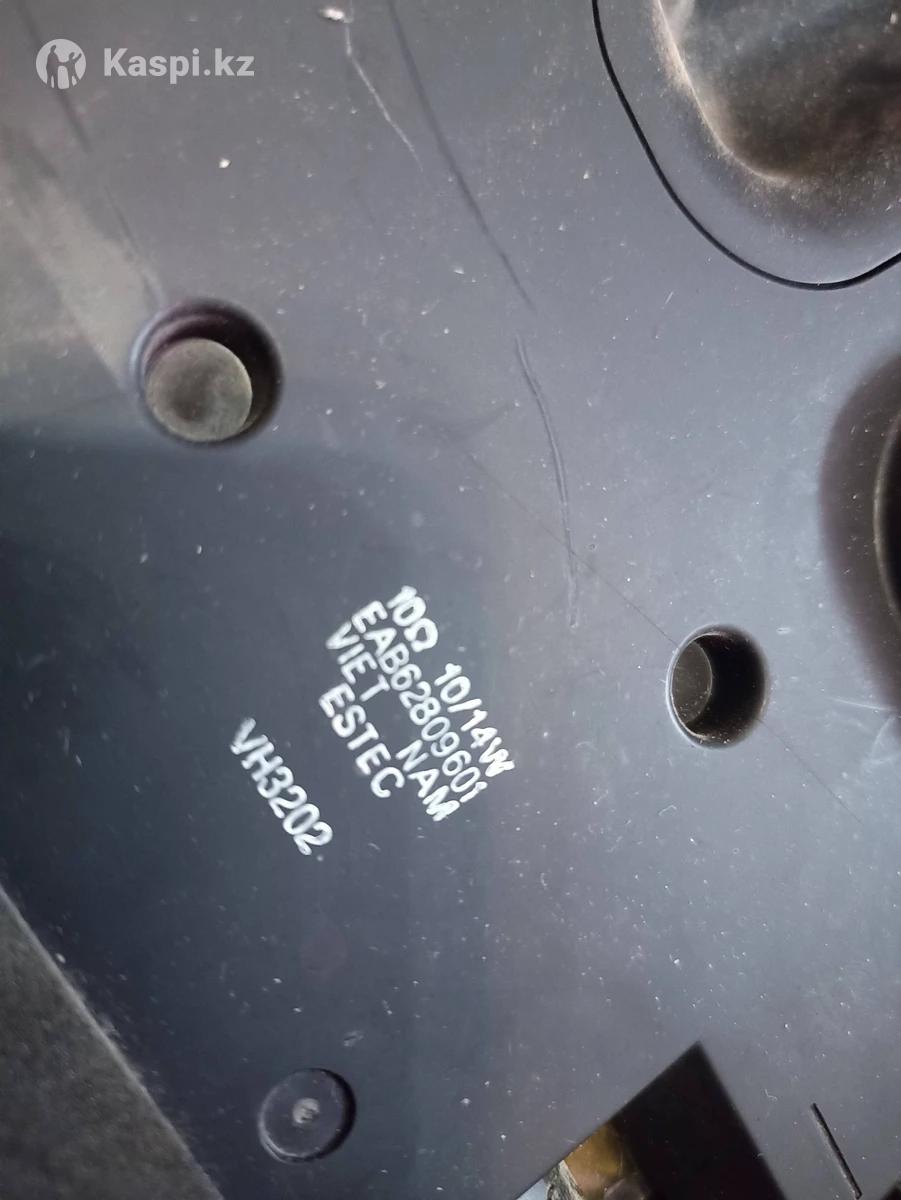 Kaspi.kz
10Ω 10/14W
EAB62809601
VIET NAM
ESTEC
VH3202